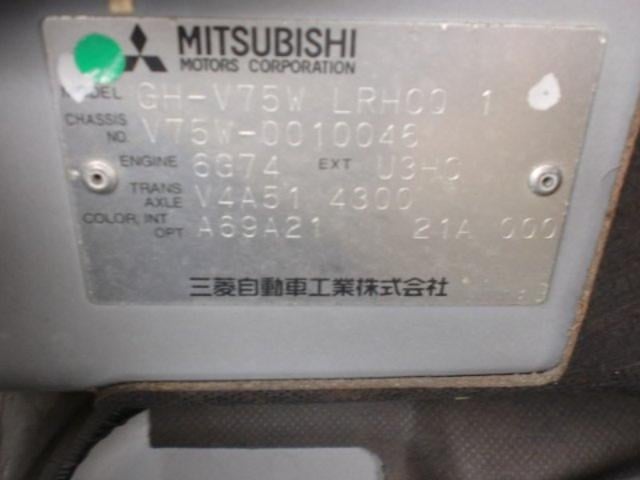 MITSUBISHI
MOTORS CORPORATION
MODEL GH-V75W LRHCQ 1
CHASSIS NO. V75W-0010046
ENGINE 6G74 EXT U3HC
TRANS AXLE V4A51 4300
COLOR, INT OPT A69A21 21A 000
三菱自動車工業株式会社